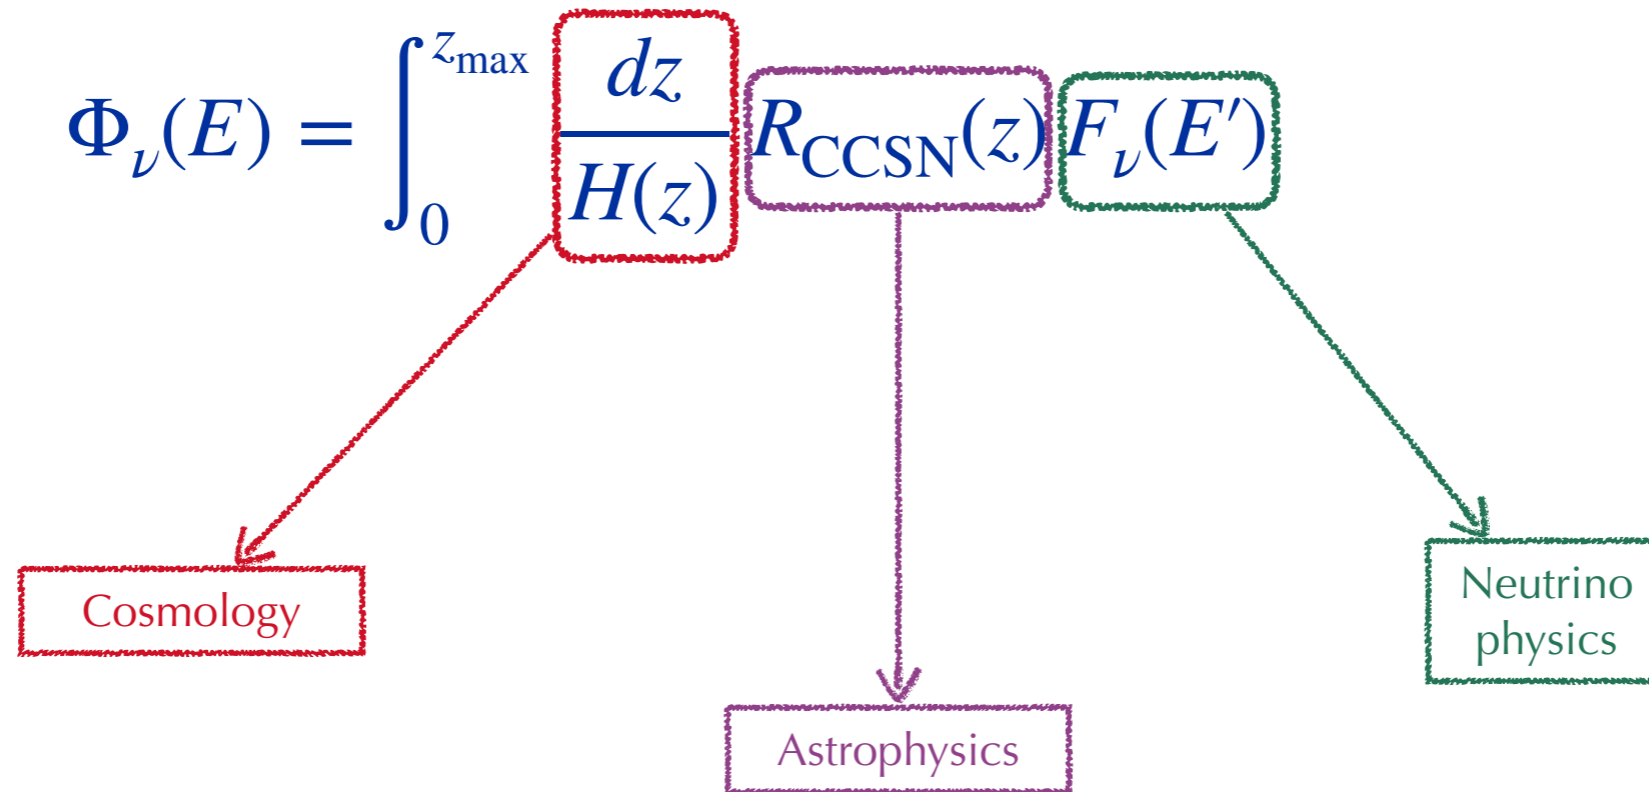 Φ_ν(E) = ∫_0^{z_max} dz/H(z) R_CCSN(z) F_ν(E′)
Cosmology
Neutrino
physics
Astrophysics